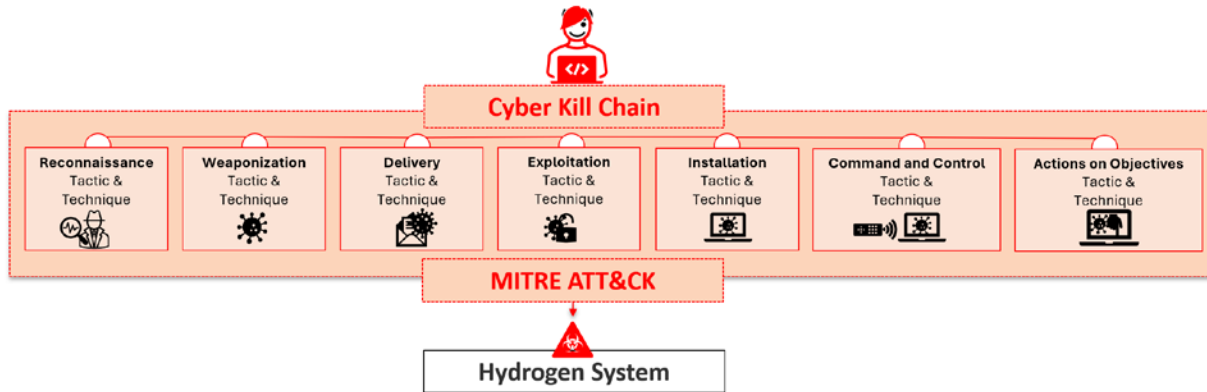 </>
Cyber Kill Chain
Reconnaissance
Tactic &
Technique
Weaponization
Tactic &
Technique
Delivery
Tactic &
Technique
Exploitation
Tactic &
Technique
Installation
Tactic &
Technique
Command and Control
Tactic &
Technique
Actions on Objectives
Tactic &
Technique
MITRE ATT&CK
Hydrogen System